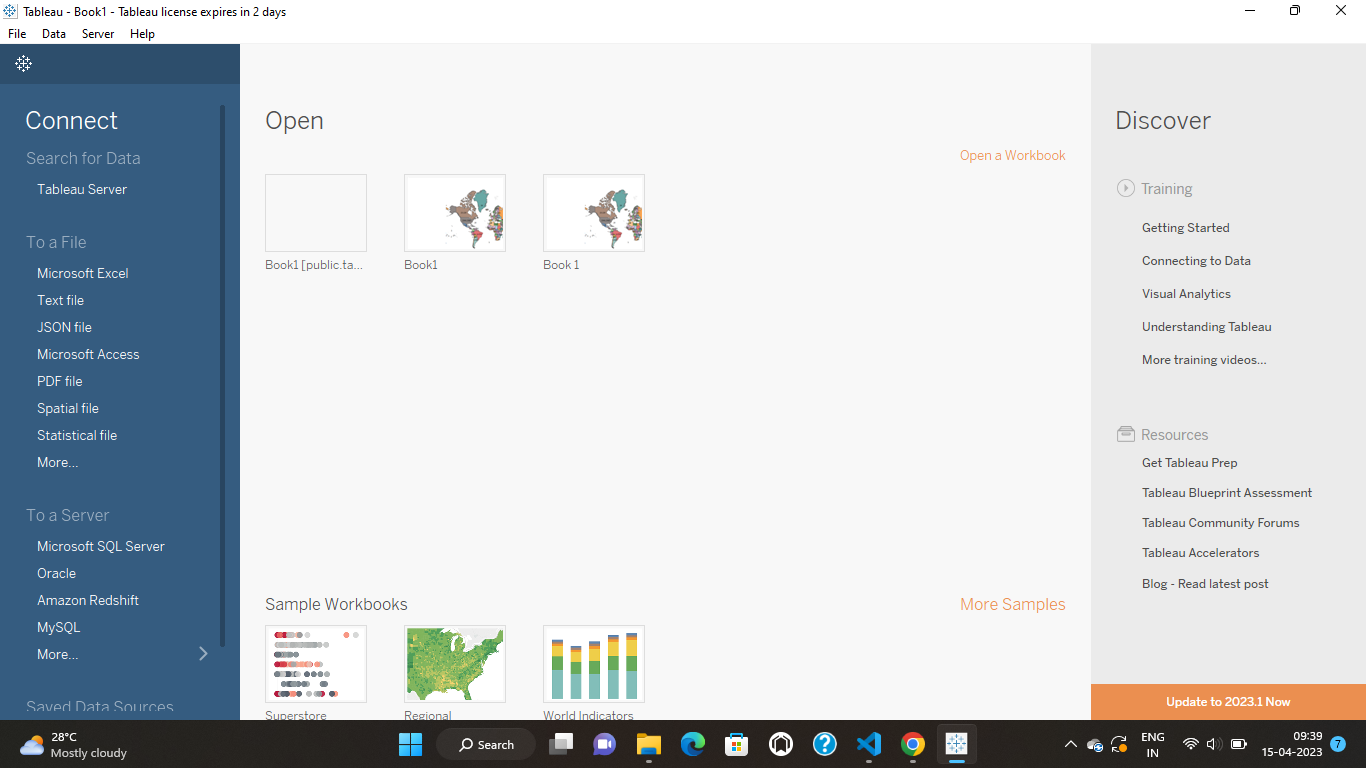 Tableau - Book1 - Tableau license expires in 2 days
File Data Server Help
Connect
Search for Data
Tableau Server
To a File
Microsoft Excel
Text file
JSON file
Microsoft Access
PDF file
Spatial file
Statistical file
More...
To a Server
Microsoft SQL Server
Oracle
Amazon Redshift
MySQL
More...
Saved Data Sources
Open
Open a Workbook
Book1 [public.ta...
Book1
Book 1
Sample Workbooks
More Samples
Superstore
Regional
World Indicators
Discover
Training
Getting Started
Connecting to Data
Visual Analytics
Understanding Tableau
More training videos...
Resources
Get Tableau Prep
Tableau Blueprint Assessment
Tableau Community Forums
Tableau Accelerators
Blog - Read latest post
Update to 2023.1 Now
28°C
Mostly cloudy
Search
ENG
IN
09:39
15-04-2023
7